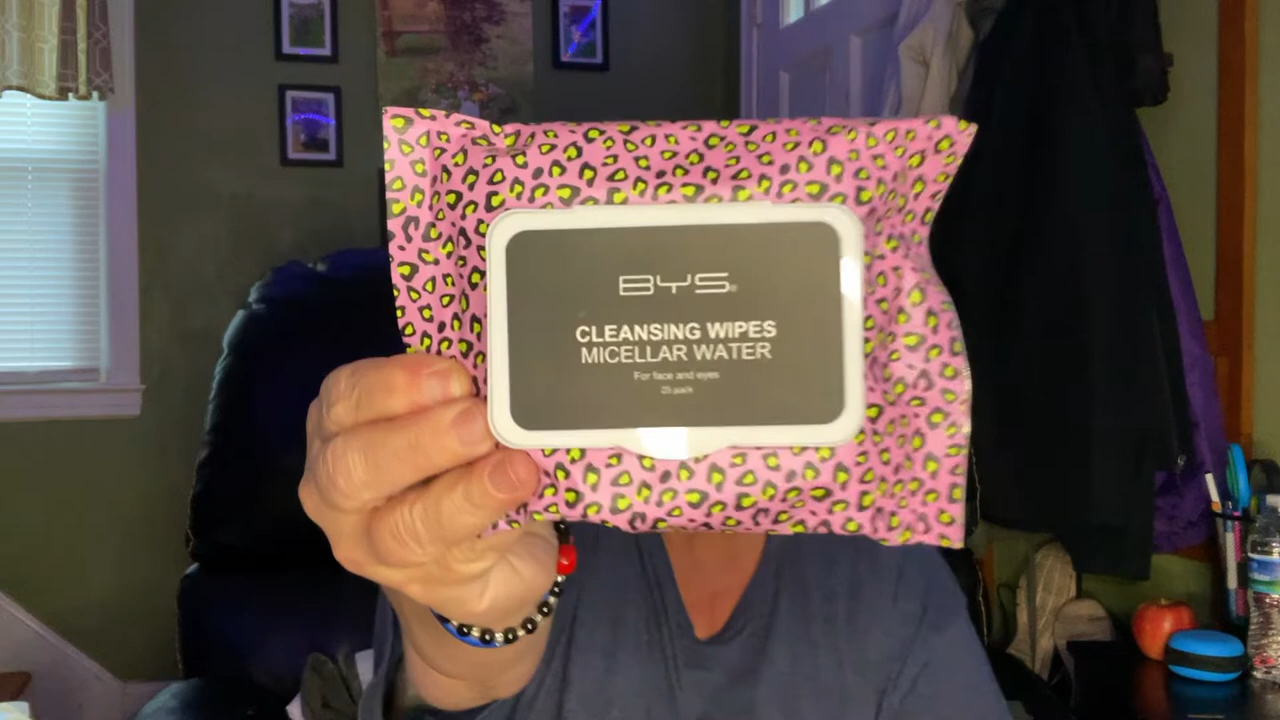 BYS®
CLEANSING WIPES
MICELLAR WATER
For face and eyes
25 pack